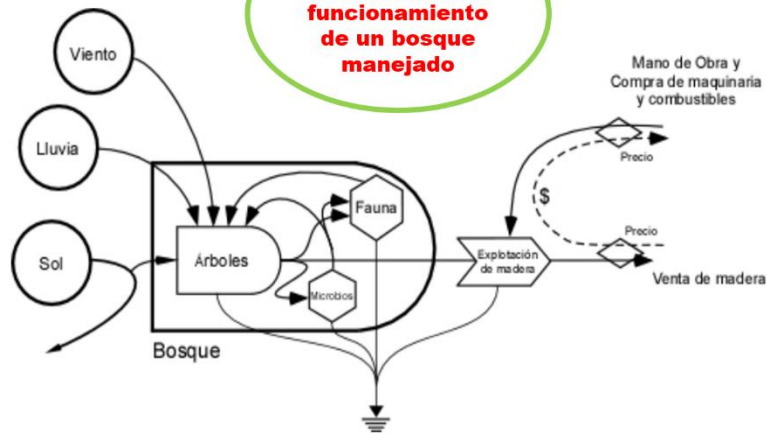 funcionamiento
de un bosque
manejado
Viento
Lluvia
Sol
Árboles
Fauna
Microbios
Bosque
Explotación
de madera
Mano de Obra y
Compra de maquinaria
y combustibles
Precio
$
Precio
Venta de madera